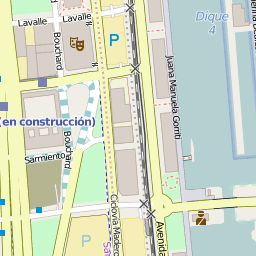 Lavalle
Lavalle
Bouchard
P
Dique
4
Juana Manuela Gorriti
(en construcción)
Bouchard
Sarmiento
Ciclovía Madero
Avenida
P